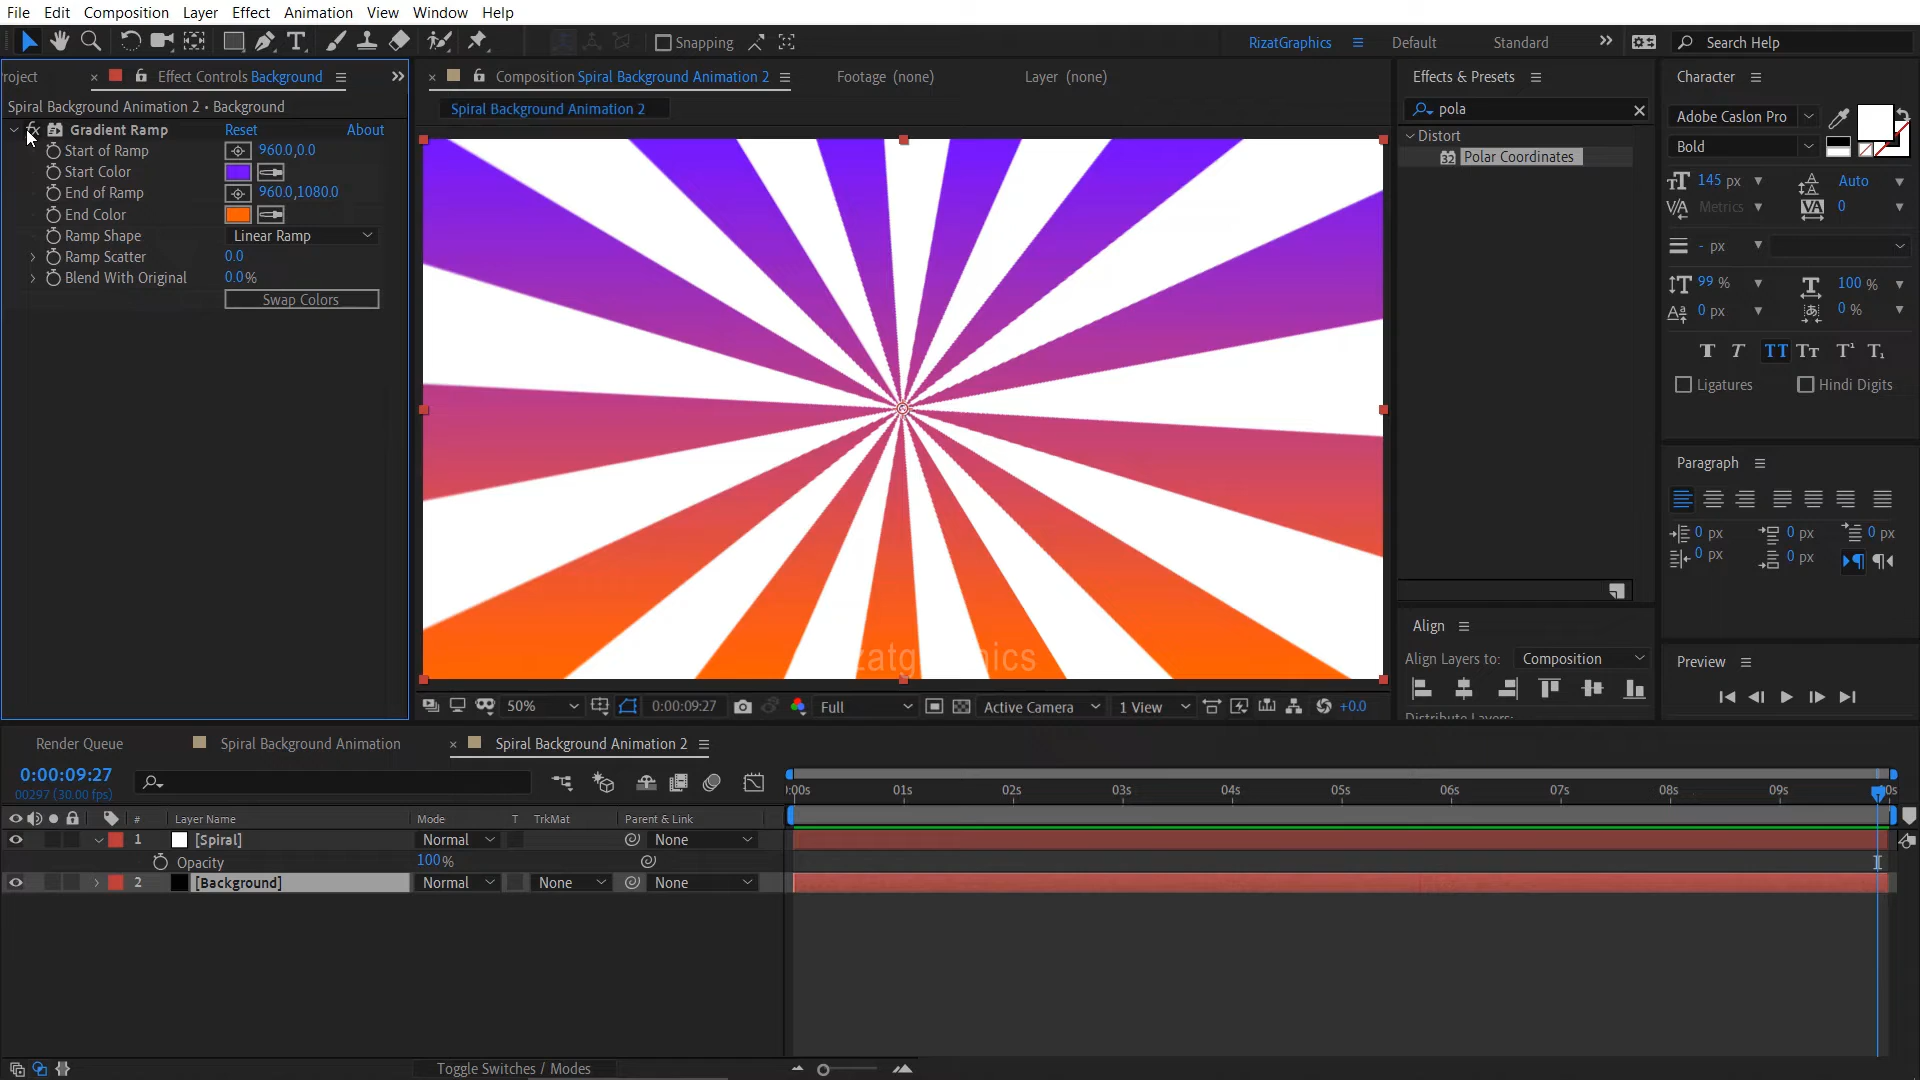 File Edit Composition Layer Effect Animation View Window Help
Snapping RizatGraphics Default Standard Search Help
roject Effect Controls Background
Composition Spiral Background Animation 2 Footage (none) Layer (none)
Effects & Presets
Character
Spiral Background Animation 2 • Background
Spiral Background Animation 2
pola
Adobe Caslon Pro
Gradient Ramp Reset About
Distort
Polar Coordinates
Bold
Start of Ramp 960.0,0.0
Start Color
End of Ramp 960.0,1080.0
End Color
Ramp Shape Linear Ramp
Ramp Scatter 0.0
Blend With Original 0.0%
Swap Colors
145 px Auto
Metrics 0
- px
99 % 100 %
0 px 0 %
Ligatures Hindi Digits
Paragraph
0 px 0 px 0 px
0 px 0 px
Align
Align Layers to: Composition
Distribute Layers:
Preview
50% 0:00:09:27 Full Active Camera 1 View +0.0
Render Queue Spiral Background Animation Spiral Background Animation 2
0:00:09:27
00297 (30.00 fps)
:00s 01s 02s 03s 04s 05s 06s 07s 08s 09s 0s
# Layer Name Mode T TrkMat Parent & Link
1 [Spiral] Normal None
Opacity 100%
2 [Background] Normal None None
Toggle Switches / Modes